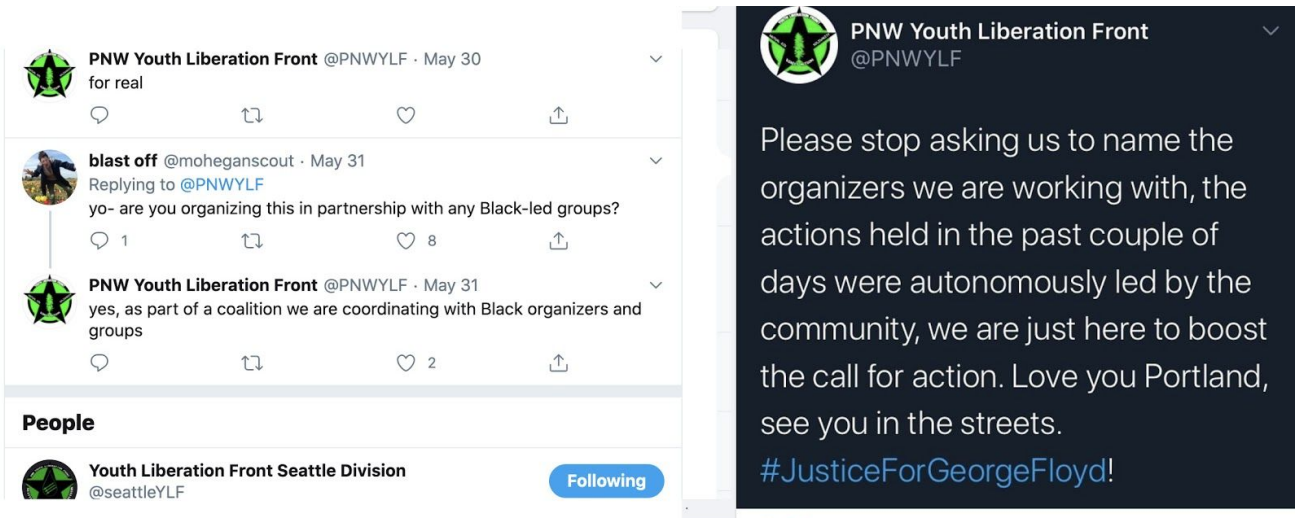 PNW Youth Liberation Front @PNWYLF · May 30
for real
blast off @moheganscout · May 31
Replying to @PNWYLF
yo- are you organizing this in partnership with any Black-led groups?
1
8
PNW Youth Liberation Front @PNWYLF · May 31
yes, as part of a coalition we are coordinating with Black organizers and
groups
2
People
Youth Liberation Front Seattle Division
@seattleYLF
Following
PNW Youth Liberation Front
@PNWYLF
Please stop asking us to name the
organizers we are working with, the
actions held in the past couple of
days were autonomously led by the
community, we are just here to boost
the call for action. Love you Portland,
see you in the streets.
#JusticeForGeorgeFloyd!